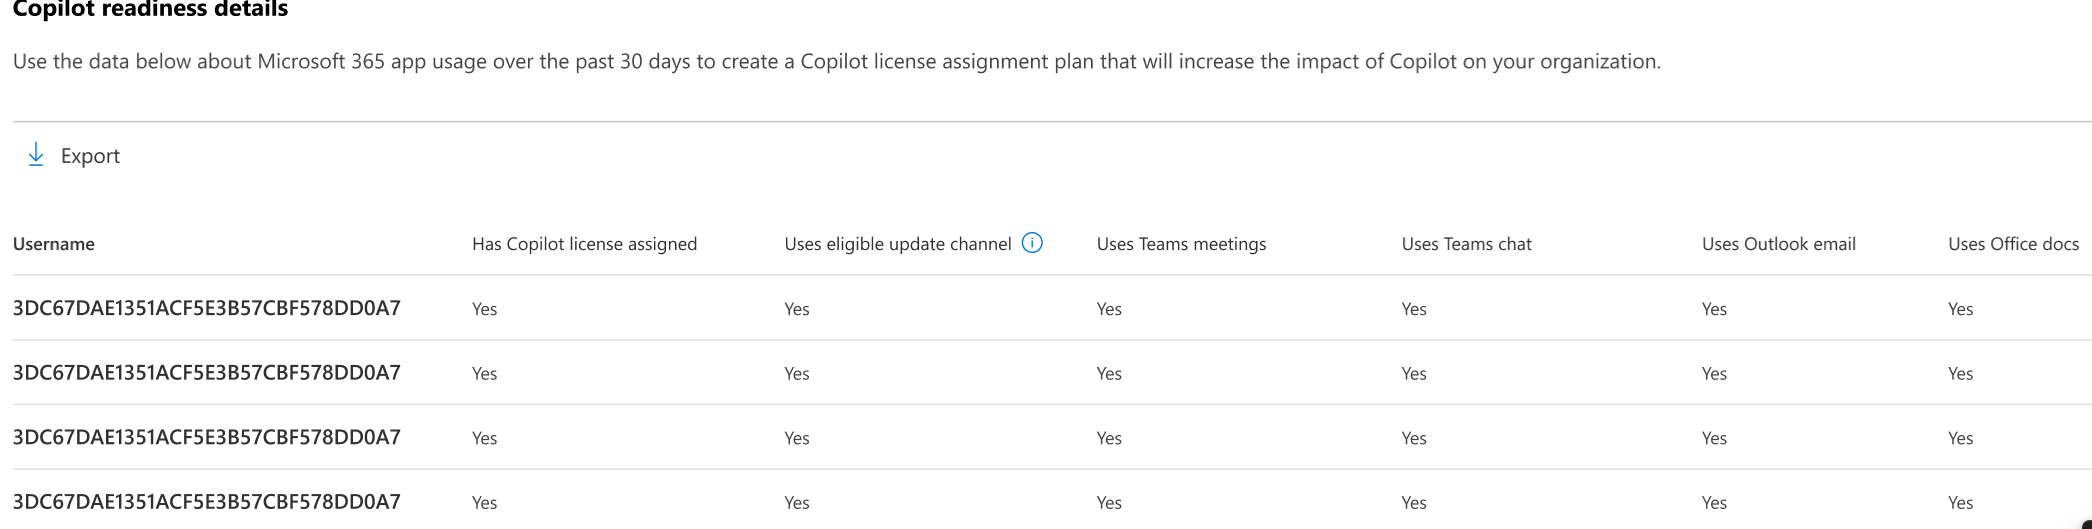 Copilot readiness details
Use the data below about Microsoft 365 app usage over the past 30 days to create a Copilot license assignment plan that will increase the impact of Copilot on your organization.
Export
Username Has Copilot license assigned Uses eligible update channel Uses Teams meetings Uses Teams chat Uses Outlook email Uses Office docs
3DC67DAE1351ACF5E3B57CBF578DD0A7 Yes Yes Yes Yes Yes Yes
3DC67DAE1351ACF5E3B57CBF578DD0A7 Yes Yes Yes Yes Yes Yes
3DC67DAE1351ACF5E3B57CBF578DD0A7 Yes Yes Yes Yes Yes Yes
3DC67DAE1351ACF5E3B57CBF578DD0A7 Yes Yes Yes Yes Yes Yes